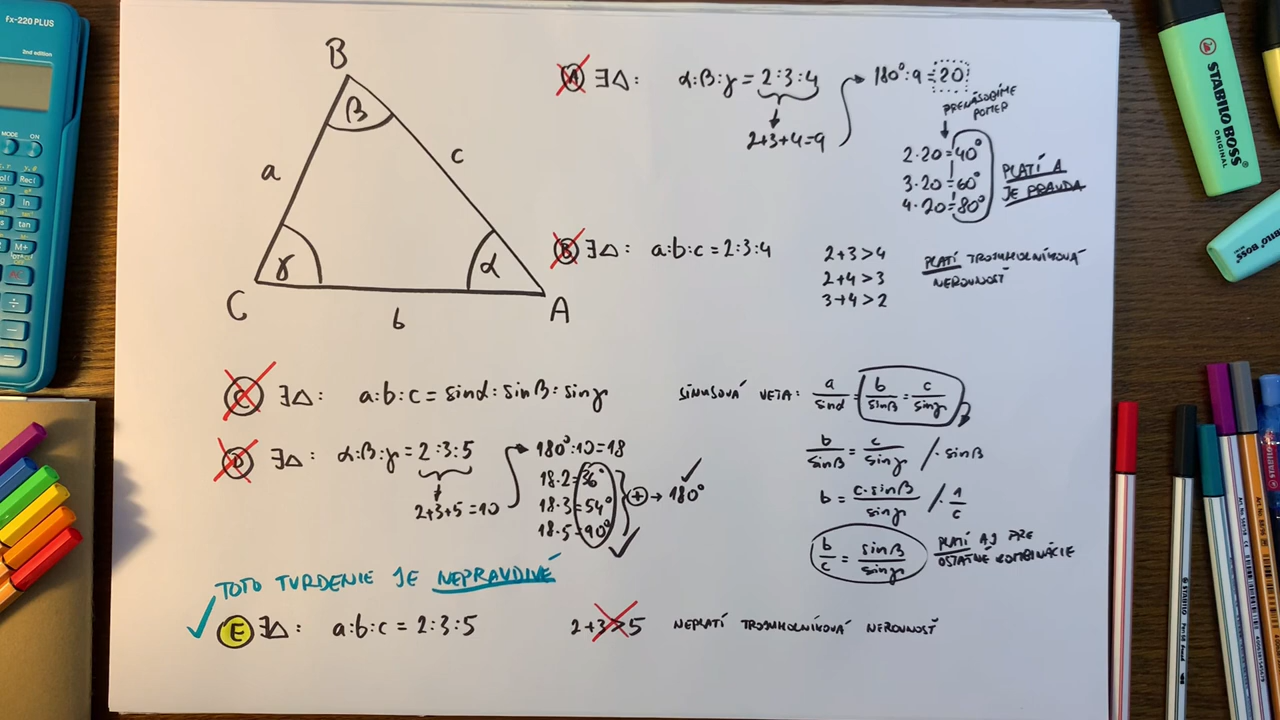 fx-220 PLUS
2nd edition
MODE ON
B
β
a
c
γ
α
C
b
A
A ∃△: α:β:γ = 2:3:4
2+3+4=9
180°:9=20
PRENÁSOBÍME
POMER
2·20=40°
3·20=60°
4·20=80°
PLATÍ A
JE PRAVDA
B ∃△: a:b:c = 2:3:4
2+3>4
2+4>3
3+4>2
PLATÍ TROJUHOLNÍKOVÁ
NEROVNOSŤ
C ∃△: a:b:c = sinα:sinβ:sinγ
SÍNUSOVÁ VETA: a/sinα = b/sinβ = c/sinγ
b/sinβ = c/sinγ /·sinβ
b = c·sinβ/sinγ /·1/c
b/c = sinβ/sinγ
PLATÍ AJ PRE
OSTATNÉ KOMBINÁCIE
D ∃△: α:β:γ = 2:3:5
2+3+5=10
180°:10=18
18·2=36°
18·3=54°
18·5=90°
+ → 180°
TOTO TVRDENIE JE NEPRAVDIVÉ
E ∃△: a:b:c = 2:3:5
2+3>5 NEPLATÍ TROJUHOLNÍKOVÁ NEROVNOSŤ
STABILO BOSS
ORIGINAL